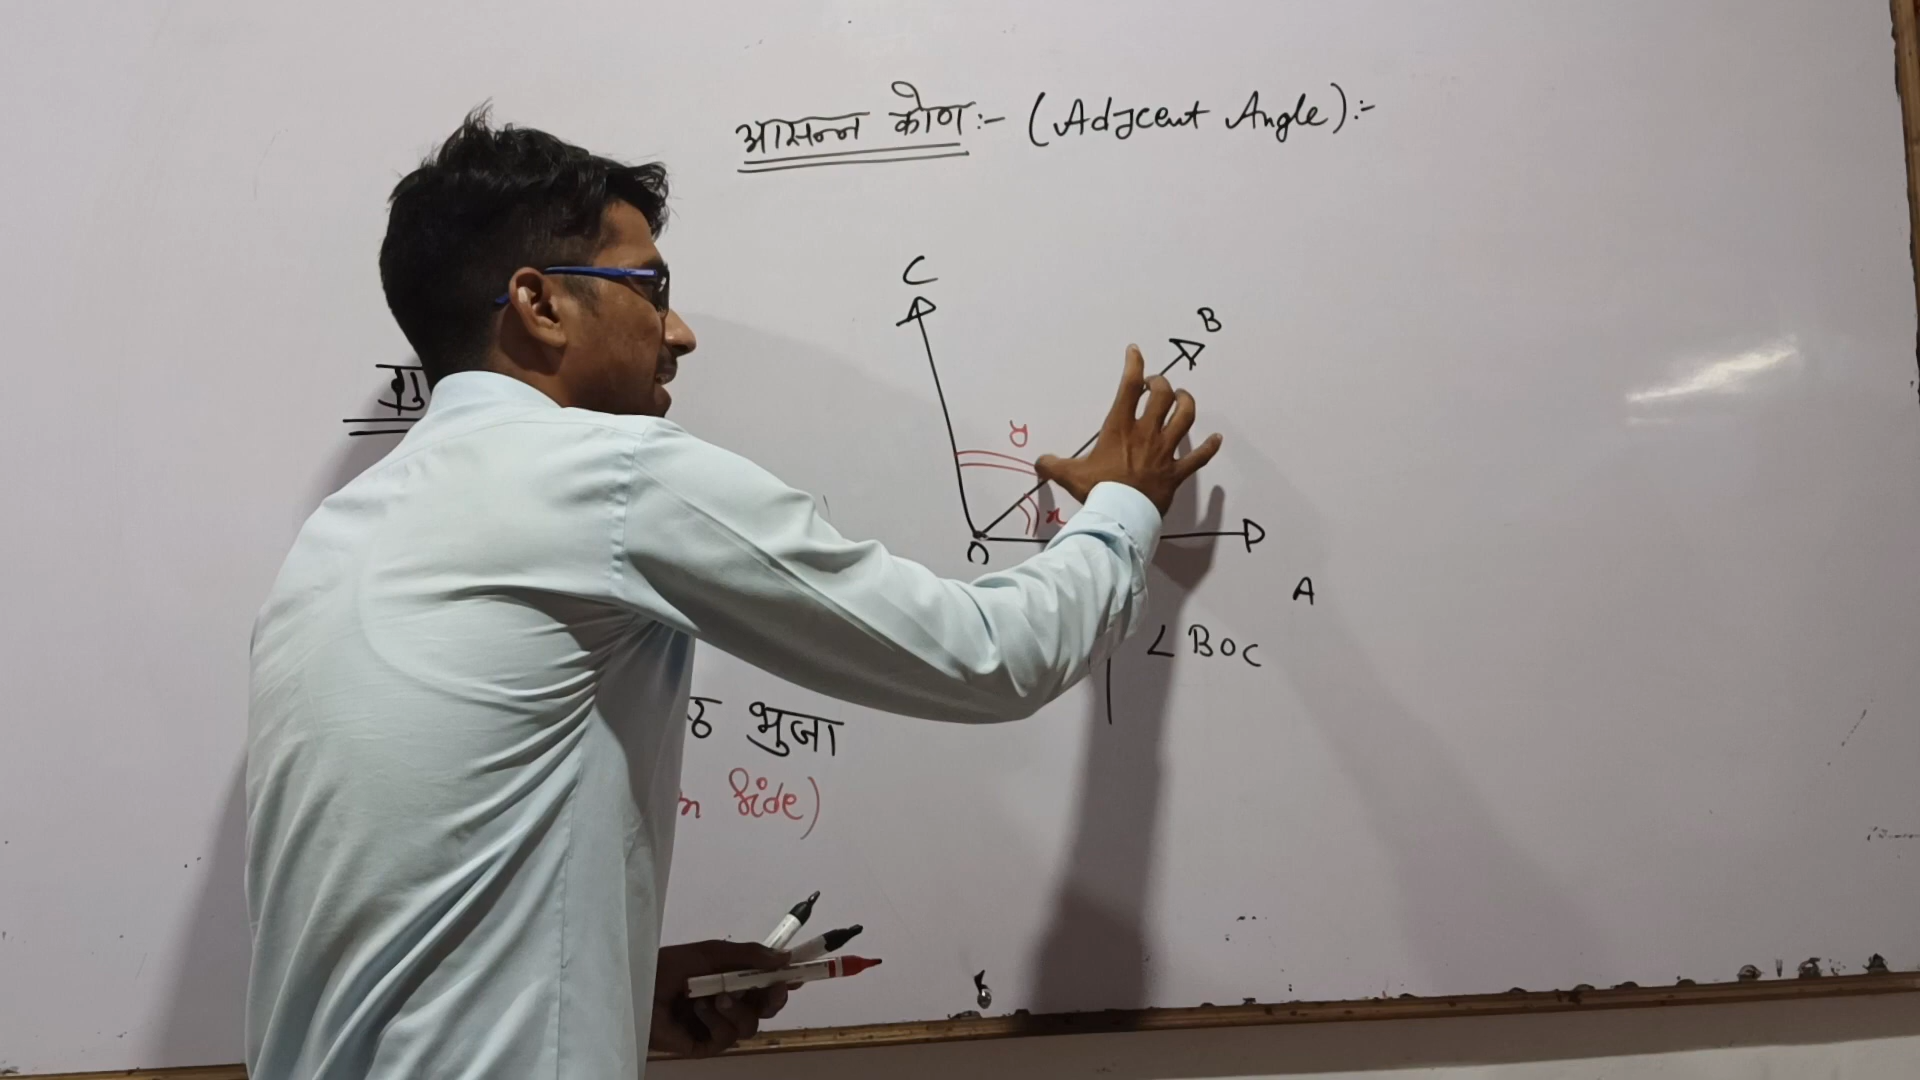 आसन्न कोण:- (Adjcent Angle):-
C
B
y
x
O
A
∠BOC
भुजा
side)